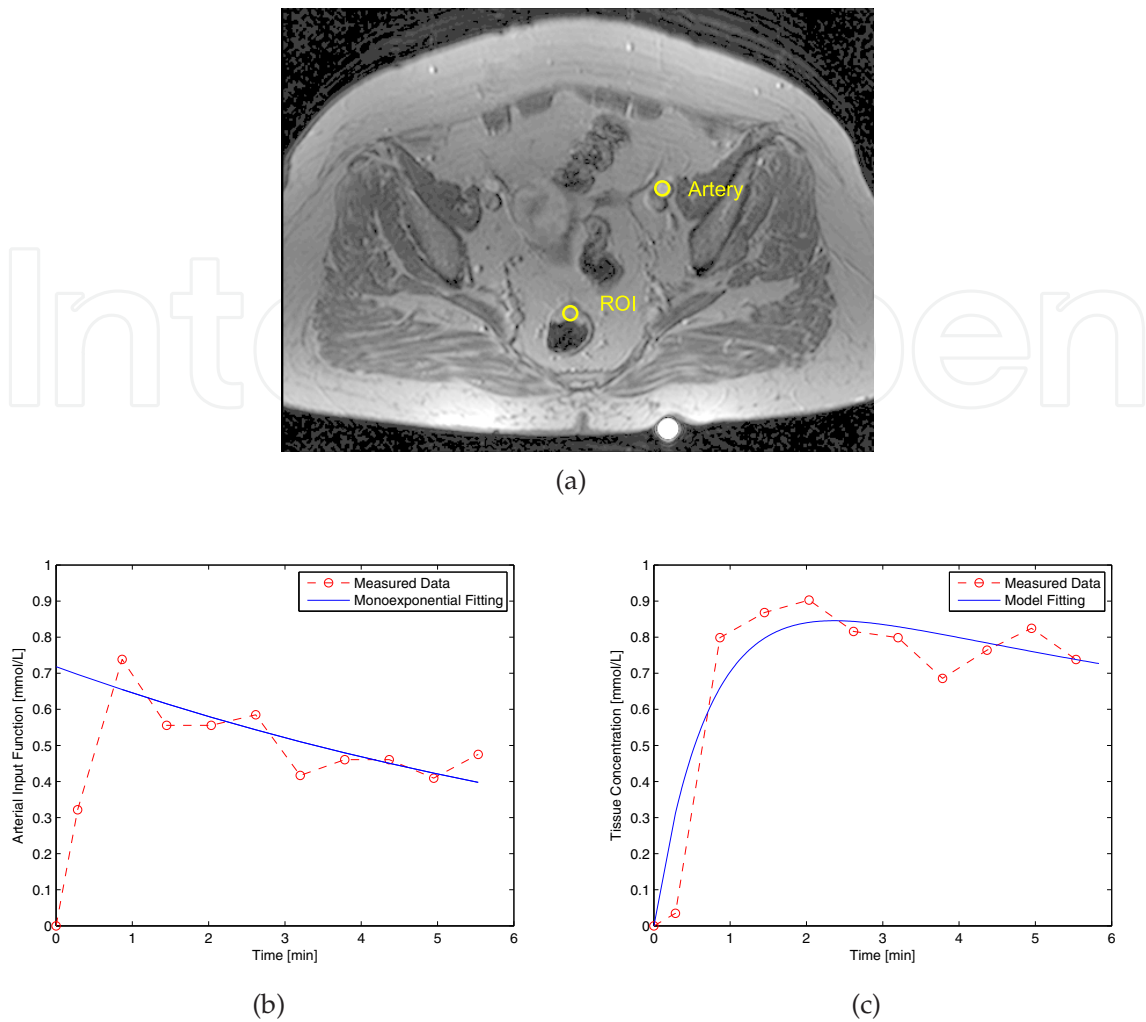 Artery
ROI
InTechOpen
(a)
1
0.9
0.8
0.7
0.6
0.5
0.4
0.3
0.2
0.1
0
0 1 2 3 4 5 6
Arterial Input Function [mmol/L]
Time [min]
Measured Data
Monoexponential Fitting
(b)
1
0.9
0.8
0.7
0.6
0.5
0.4
0.3
0.2
0.1
0
0 1 2 3 4 5 6
Tissue Concentration [mmol/L]
Time [min]
Measured Data
Model Fitting
(c)